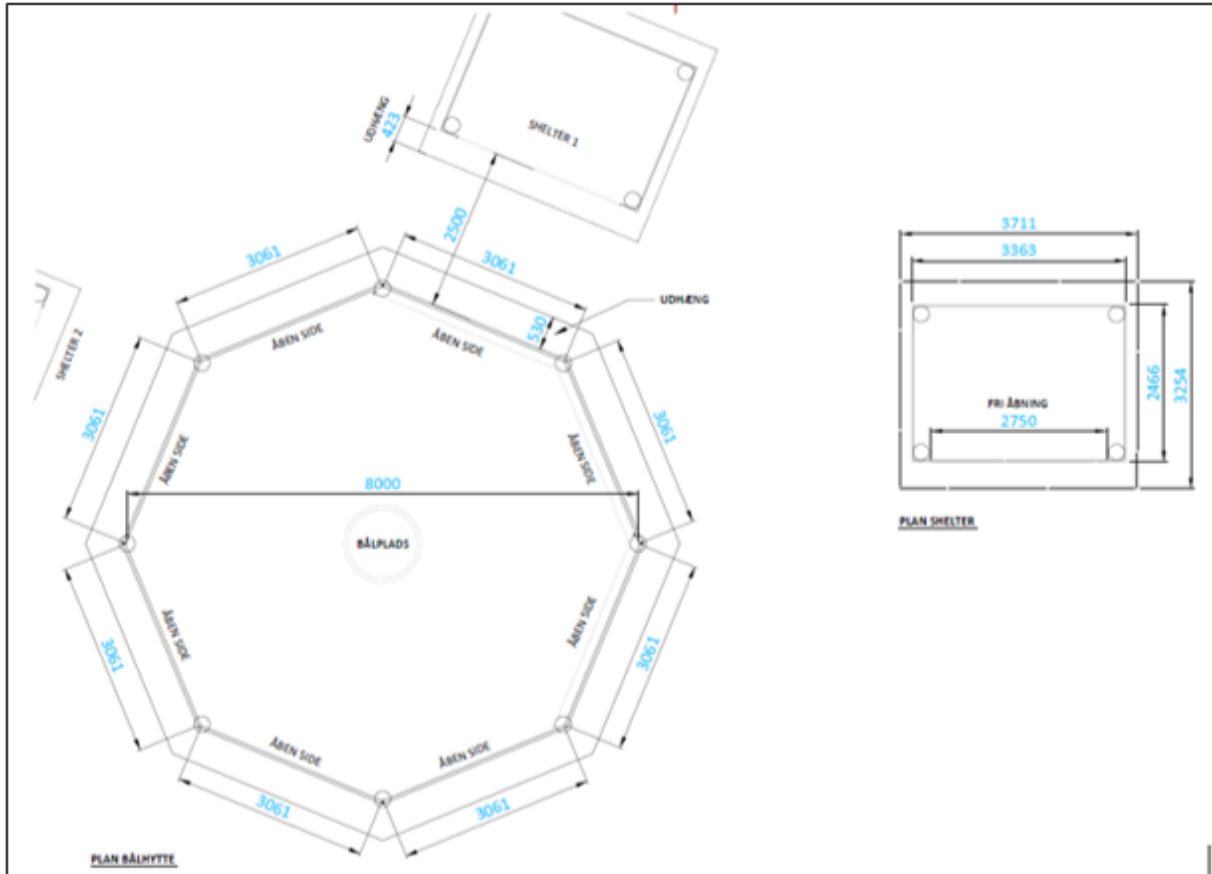 UDHÆNG
423
SHELTER 1
2500
3061
3061
UDHÆNG
530
ÅBEN SIDE
ÅBEN SIDE
SHELTER 2
3061
3061
ÅBEN SIDE
ÅBEN SIDE
8000
BÅLPLADS
ÅBEN SIDE
ÅBEN SIDE
3061
3061
ÅBEN SIDE
ÅBEN SIDE
3061
3061
PLAN BÅLHYTTE
3711
3363
FRI ÅBNING
2750
2466
3254
PLAN SHELTER